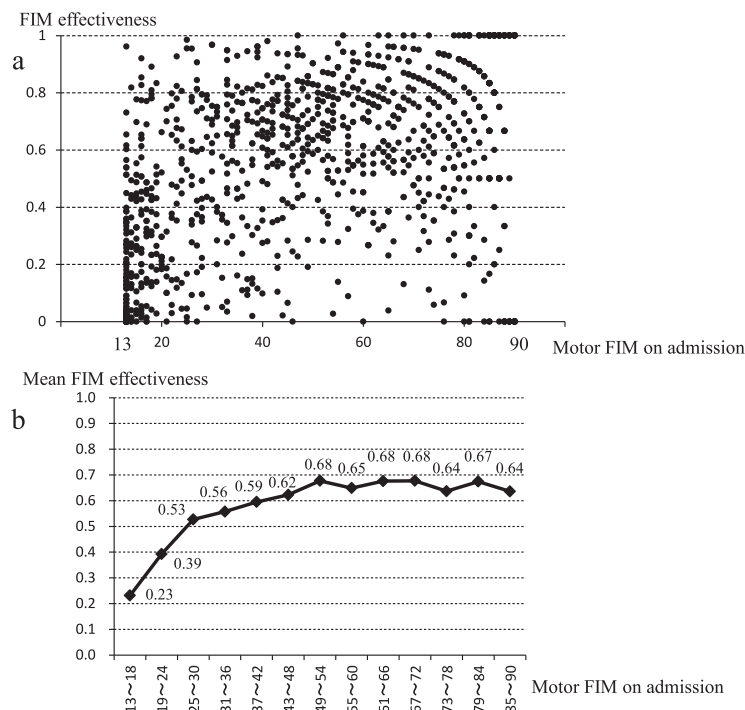 FIM effectiveness
a
1
0.8
0.6
0.4
0.2
0
13 20 40 60 80 90
Motor FIM on admission
Mean FIM effectiveness
b
1.0
0.9
0.8
0.7
0.6
0.5
0.4
0.3
0.2
0.1
0.0
0.23 0.39 0.53 0.56 0.59 0.62 0.68 0.65 0.68 0.68 0.64 0.67 0.64
13~18 19~24 25~30 31~36 37~42 43~48 49~54 55~60 61~66 67~72 73~78 79~84 85~90
Motor FIM on admission